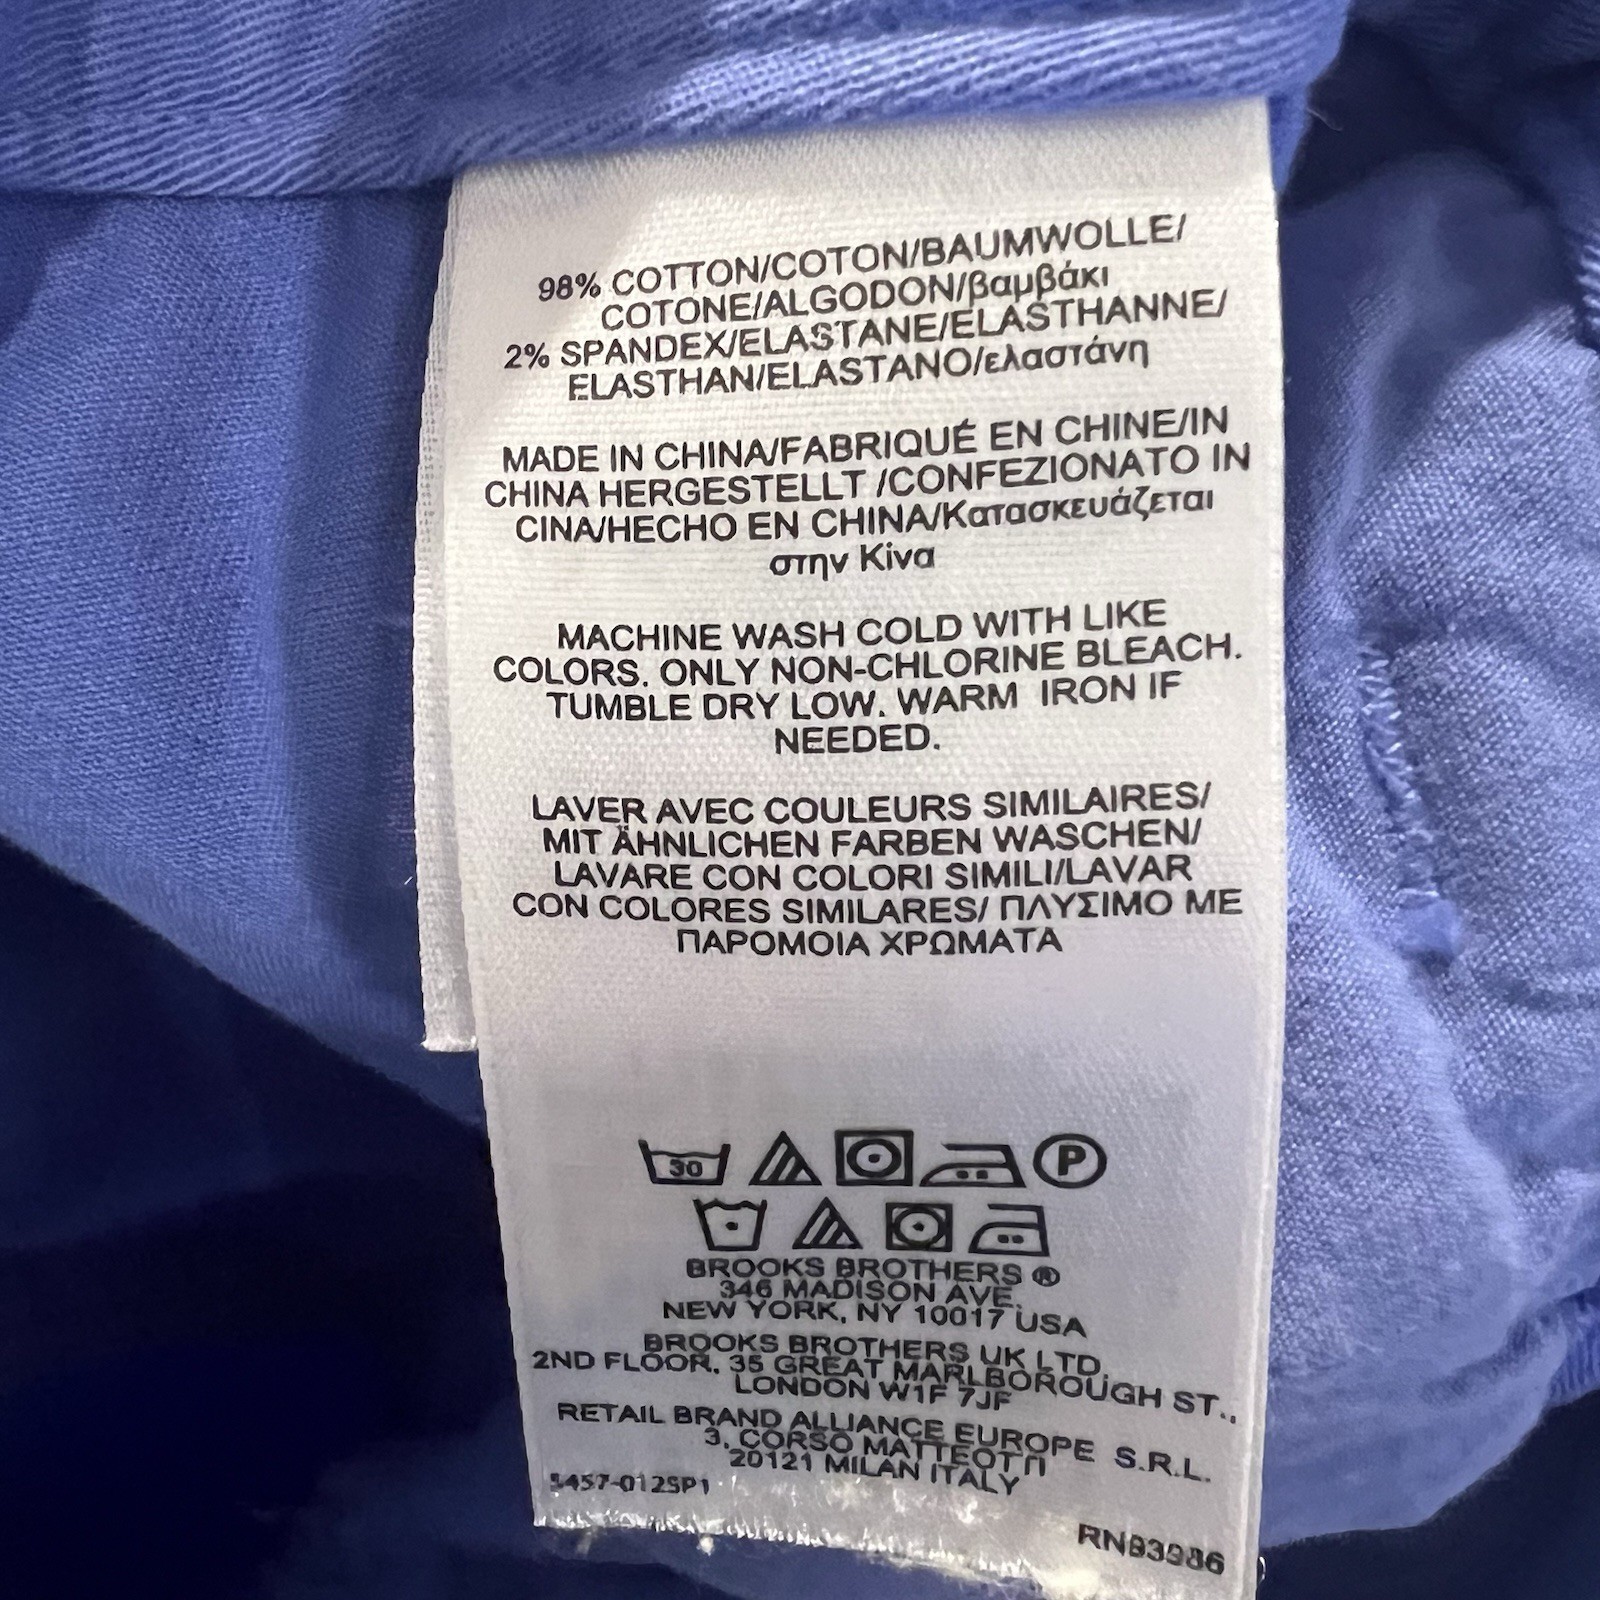 98% COTTON/COTON/BAUMWOLLE/
COTONE/ALGODON/βαμβάκι
2% SPANDEX/ELASTANE/ELASTHANNE/
ELASTHAN/ELASTANO/ελαστάνη
MADE IN CHINA/FABRIQUÉ EN CHINE/IN
CHINA HERGESTELLT /CONFEZIONATO IN
CINA/HECHO EN CHINA/Κατασκευάζεται
στην Κίνα
MACHINE WASH COLD WITH LIKE
COLORS. ONLY NON-CHLORINE BLEACH.
TUMBLE DRY LOW. WARM IRON IF
NEEDED.
LAVER AVEC COULEURS SIMILAIRES/
MIT ÄHNLICHEN FARBEN WASCHEN/
LAVARE CON COLORI SIMILI/LAVAR
CON COLORES SIMILARES/ ΠΛΥΣΙΜΟ ΜΕ
ΠΑΡΟΜΟΙΑ ΧΡΩΜΑΤΑ
30 P
BROOKS BROTHERS ®
346 MADISON AVE.
NEW YORK, NY 10017 USA
BROOKS BROTHERS UK LTD.
2ND FLOOR. 35 GREAT MARLBOROUGH ST.,
LONDON W1F 7JF
RETAIL BRAND ALLIANCE EUROPE S.R.L.
3, CORSO MATTEOTTI
20121 MILAN ITALY